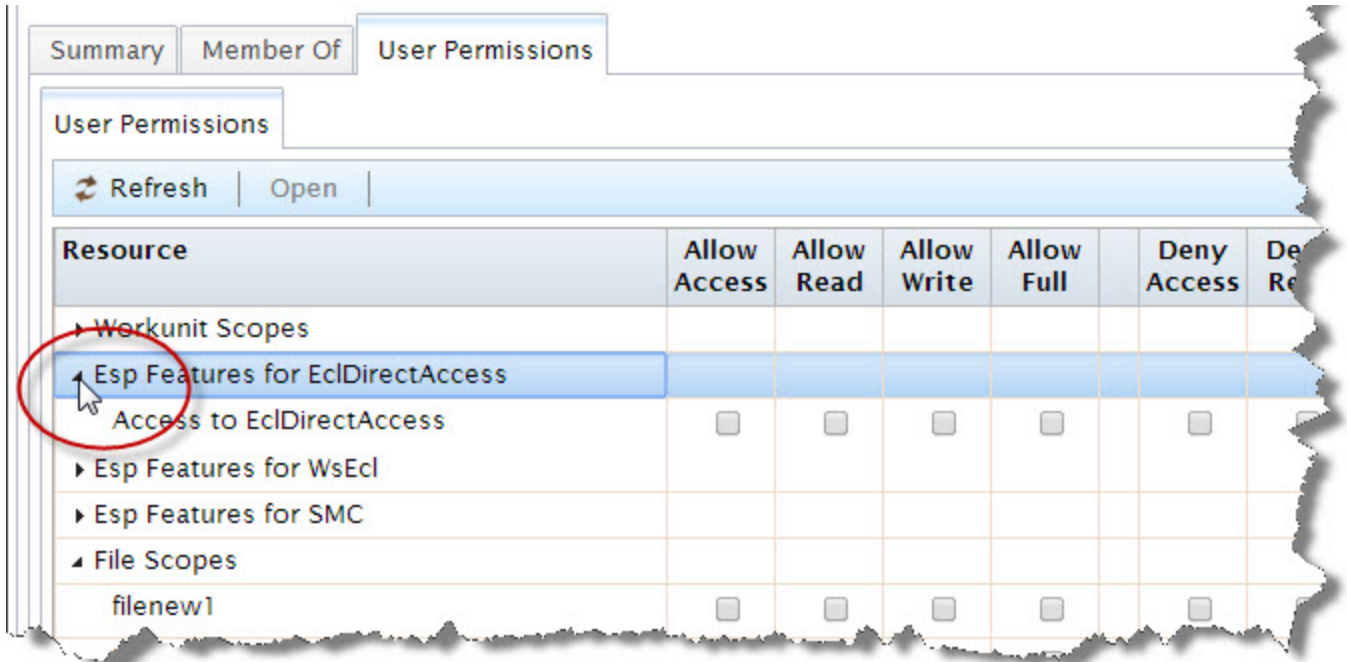 Summary Member Of User Permissions
User Permissions
Refresh Open
Resource Allow Access Allow Read Allow Write Allow Full Deny Access
Workunit Scopes
Esp Features for EclDirectAccess
Access to EclDirectAccess
Esp Features for WsEcl
Esp Features for SMC
File Scopes
filenew1